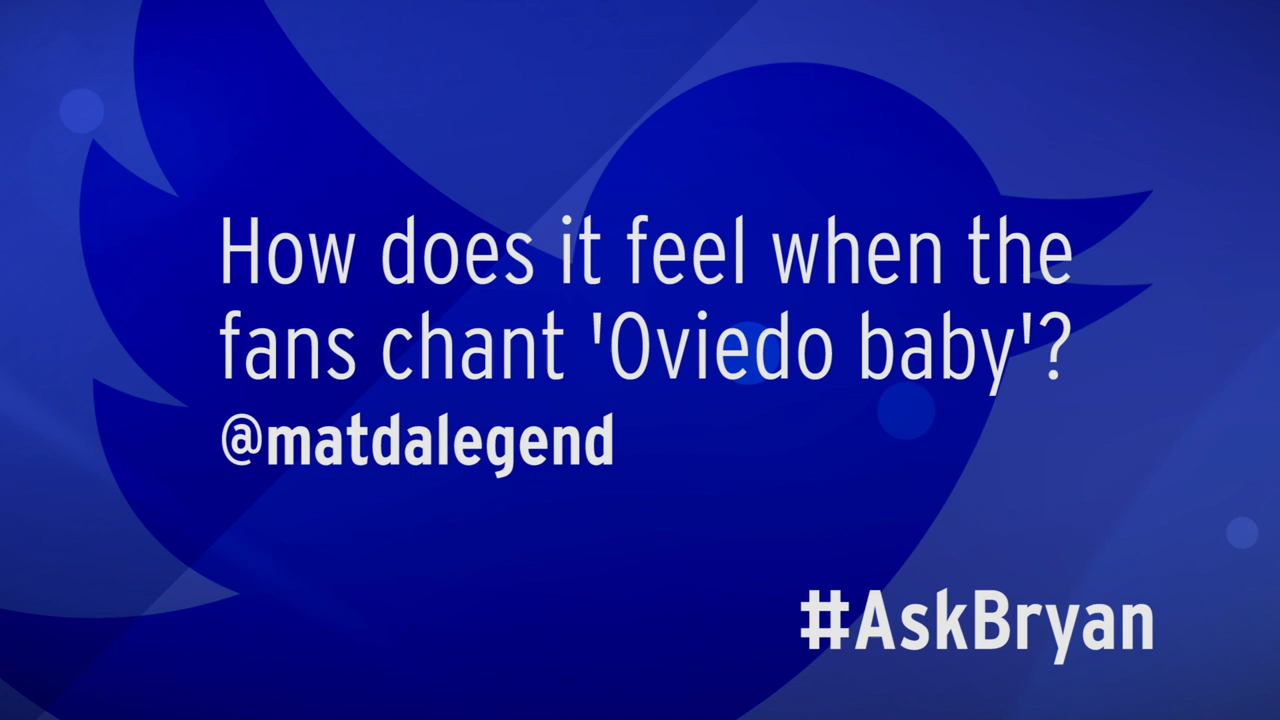 How does it feel when the
fans chant 'Oviedo baby'?
@matdalegend
#AskBryan